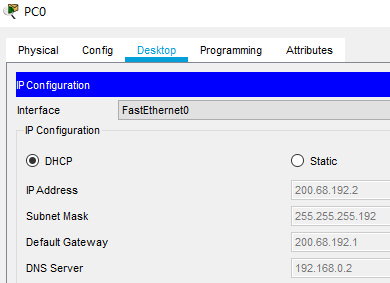 PC0
Physical Config Desktop Programming Attributes
IP Configuration
Interface FastEthernet0
IP Configuration
DHCP Static
IP Address 200.68.192.2
Subnet Mask 255.255.255.192
Default Gateway 200.68.192.1
DNS Server 192.168.0.2